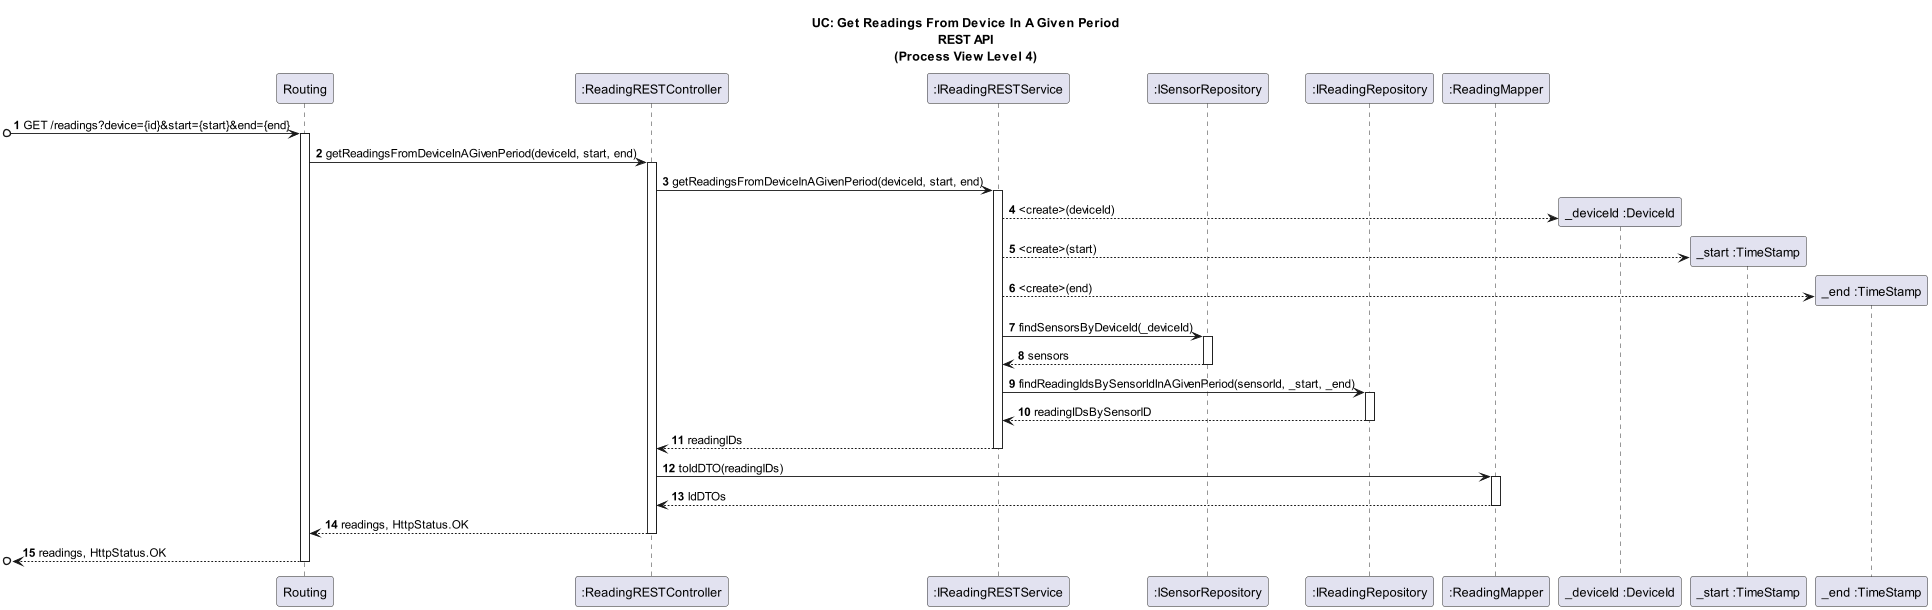 UC: Get Readings From Device In A Given Period
REST API
(Process View Level 4)
Routing
:ReadingRESTController
:IReadingRESTService
:ISensorRepository
:IReadingRepository
:ReadingMapper
1 GET /readings?device={id}&start={start}&end={end}
2 getReadingsFromDeviceInAGivenPeriod(deviceId, start, end)
3 getReadingsFromDeviceInAGivenPeriod(deviceId, start, end)
4 <create>(deviceId)
_deviceId :DeviceId
5 <create>(start)
_start :TimeStamp
6 <create>(end)
_end :TimeStamp
7 findSensorsByDeviceId(_deviceId)
8 sensors
9 findReadingIdsBySensorIdInAGivenPeriod(sensorId, _start, _end)
10 readingIDsBySensorID
11 readingIDs
12 toIdDTO(readingIDs)
13 IdDTOs
14 readings, HttpStatus.OK
15 readings, HttpStatus.OK
Routing
:ReadingRESTController
:IReadingRESTService
:ISensorRepository
:IReadingRepository
:ReadingMapper
_deviceId :DeviceId
_start :TimeStamp
_end :TimeStamp